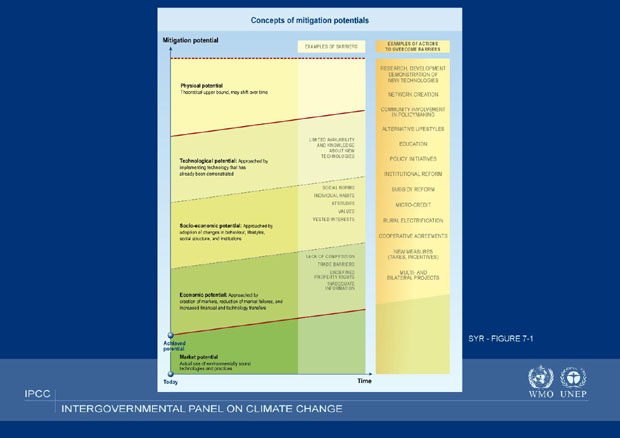 Concepts of mitigation potentials
Mitigation potential
EXAMPLES OF BARRIERS
EXAMPLES OF ACTIONS
TO OVERCOME BARRIERS
Physical potential
Theoretical upper bound, may shift over time
Technological potential: Approached by
implementing technology that has
already been demonstrated
Socio-economic potential: Approached by
adoption of changes in behaviour, lifestyles,
social structure, and institutions
Economic potential: Approached by
creation of markets, reduction of market failures, and
increased financial and technology transfers
Achieved
potential
Market potential
Actual use of environmentally sound
technologies and practices
Today
Time
LIMITED AVAILABILITY
AND KNOWLEDGE
ABOUT NEW
TECHNOLOGIES
SOCIAL NORMS
INDIVIDUAL HABITS
ATTITUDES
VALUES
VESTED INTERESTS
LACK OF COMPETITION
TRADE BARRIERS
UNDEFINED
PROPERTY RIGHTS
INADEQUATE
INFORMATION
RESEARCH, DEVELOPMENT
DEMONSTRATION OF
NEW TECHNOLOGIES
NETWORK CREATION
COMMUNITY INVOLVEMENT
IN POLICYMAKING
ALTERNATIVE LIFESTYLES
EDUCATION
POLICY INITIATIVES
INSTITUTIONAL REFORM
SUBSIDY REFORM
MICRO-CREDIT
RURAL ELECTRIFICATION
COOPERATIVE AGREEMENTS
NEW MEASURES
(TAXES, INCENTIVES)
MULTI- AND
BILATERAL PROJECTS
SYR - FIGURE 7-1
WMO UNEP
IPCC
INTERGOVERNMENTAL PANEL ON CLIMATE CHANGE